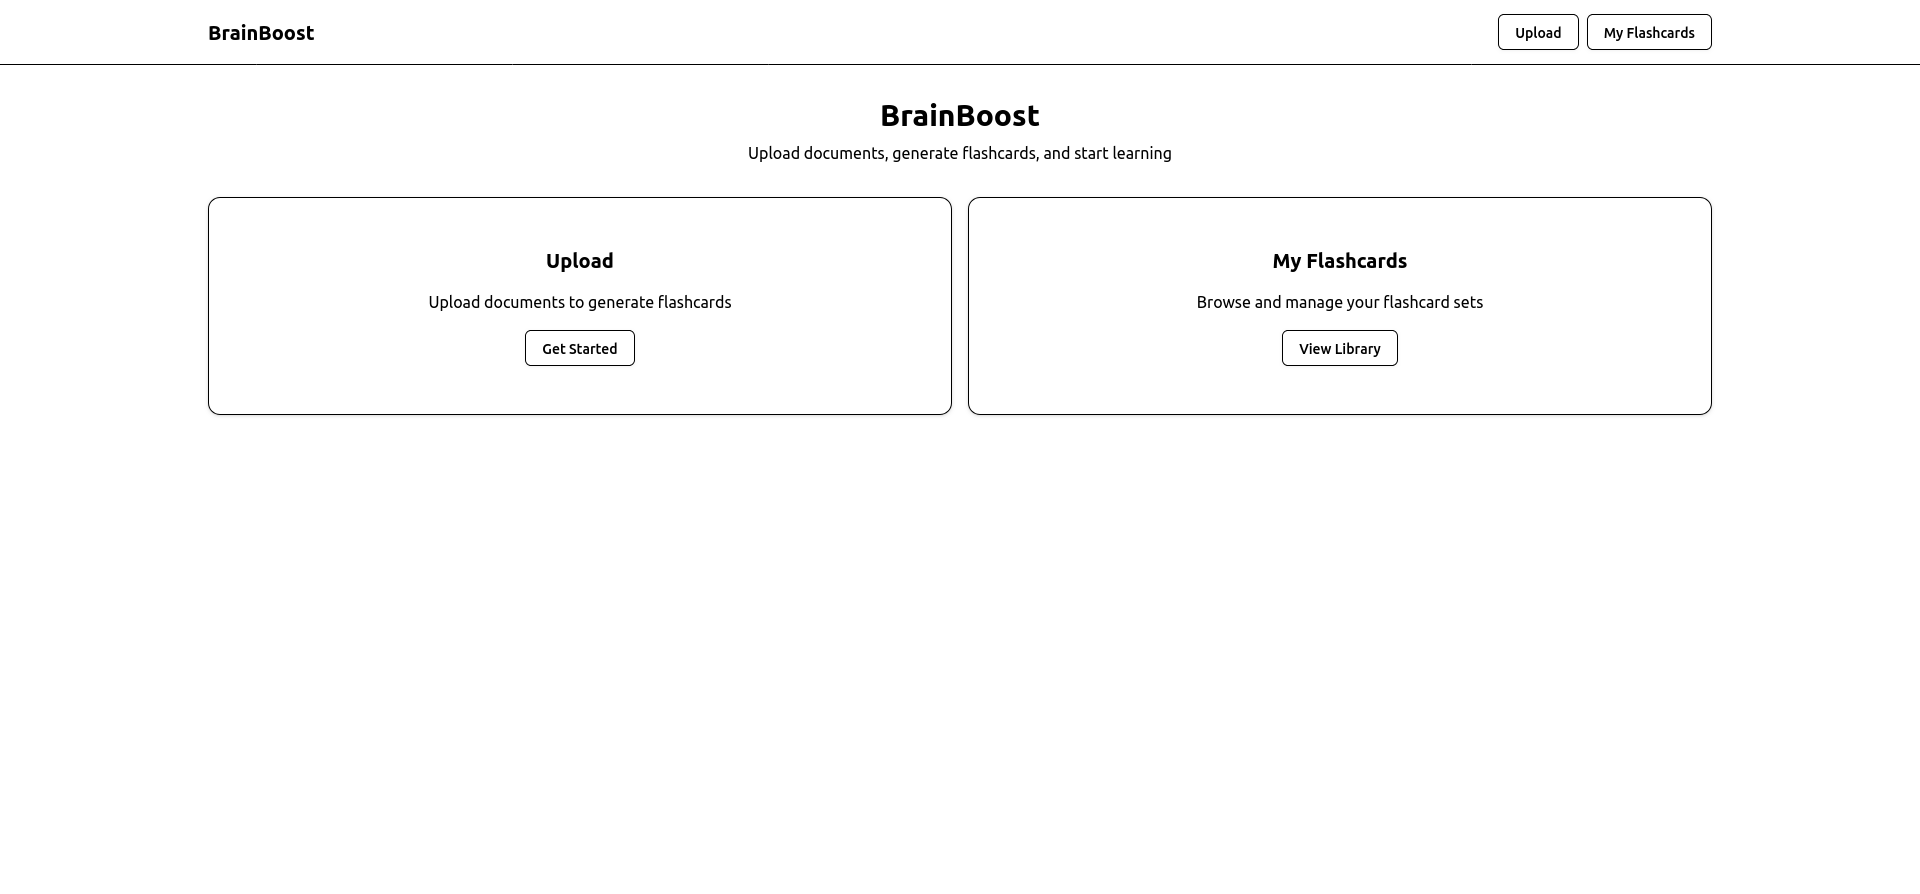 BrainBoost
Upload
My Flashcards
BrainBoost
Upload documents, generate flashcards, and start learning
Upload
Upload documents to generate flashcards
Get Started
My Flashcards
Browse and manage your flashcard sets
View Library